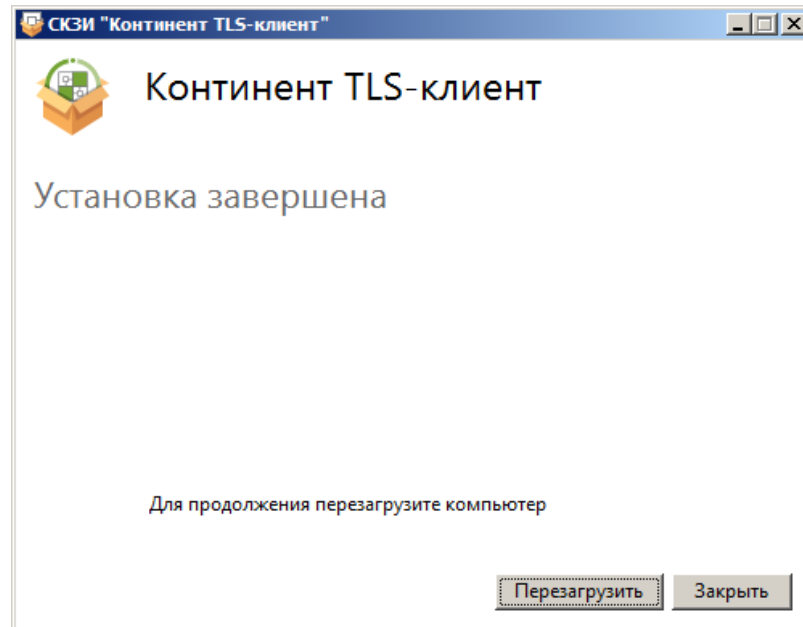 СКЗИ "Континент TLS-клиент"
Континент TLS-клиент
Установка завершена
Для продолжения перезагрузите компьютер
Перезагрузить
Закрыть